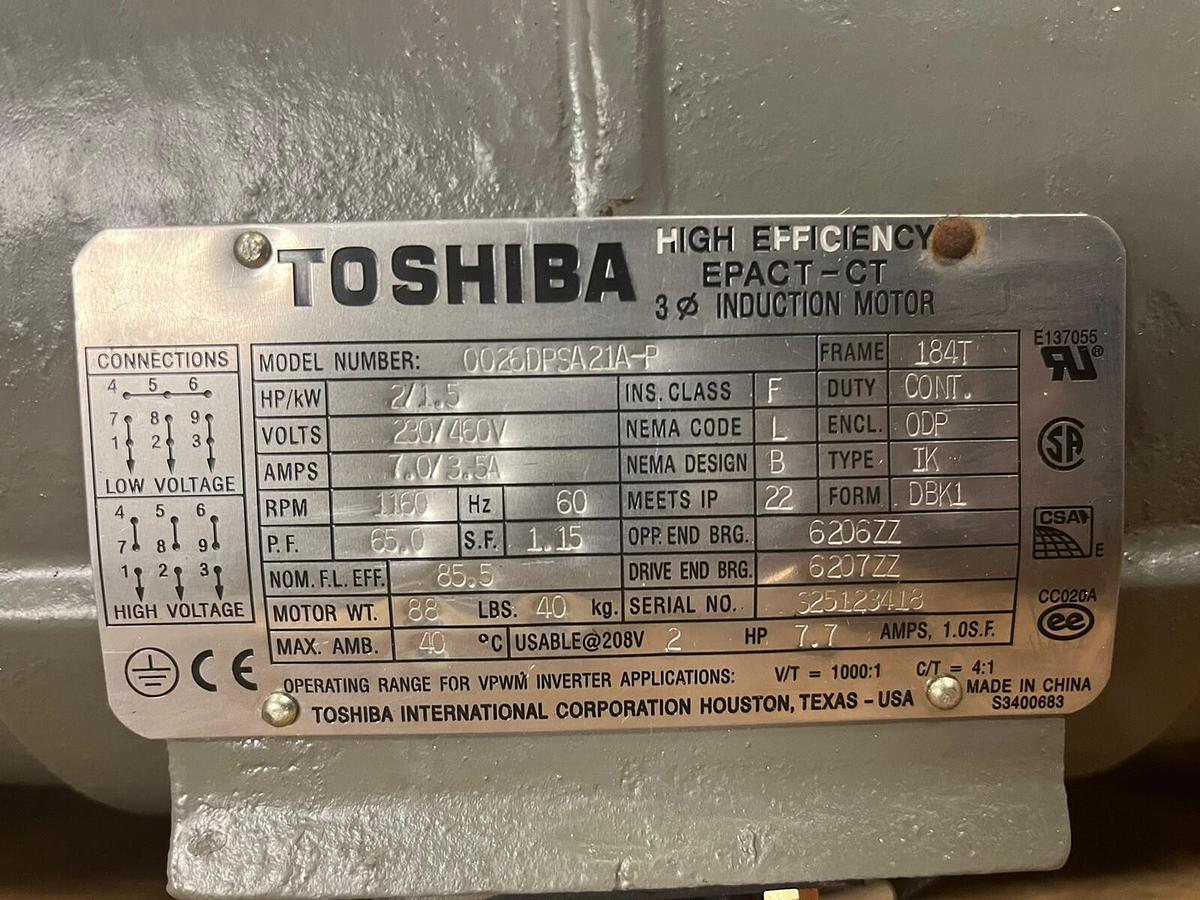 TOSHIBA
HIGH EFFICIENCY
EPACT-CT
3 Ø INDUCTION MOTOR
CONNECTIONS
4 5 6
7 8 9
1 2 3
LOW VOLTAGE
4 5 6
7 8 9
1 2 3
HIGH VOLTAGE
MODEL NUMBER: 0026DPSA21A-P FRAME 184T
HP/kW 2/1.5 INS. CLASS F DUTY CONT.
VOLTS 230/460V NEMA CODE L ENCL. ODP
AMPS 7.0/3.5A NEMA DESIGN B TYPE IK
RPM 1160 Hz 60 MEETS IP 22 FORM DBK1
P.F. 65.0 S.F. 1.15 OPP. END BRG. 6206ZZ
NOM. F.L. EFF. 85.5 DRIVE END BRG. 6207ZZ
MOTOR WT. 88 LBS. 40 kg. SERIAL NO. S25123418
MAX. AMB. 40 °C USABLE@208V 2 HP 7.7 AMPS, 1.0S.F.
OPERATING RANGE FOR VPWM INVERTER APPLICATIONS: V/T = 1000:1 C/T = 4:1
TOSHIBA INTERNATIONAL CORPORATION HOUSTON, TEXAS - USA
MADE IN CHINA
S3400683
E137055
RU®
SA
CSA
E
CC020A
ee
CE